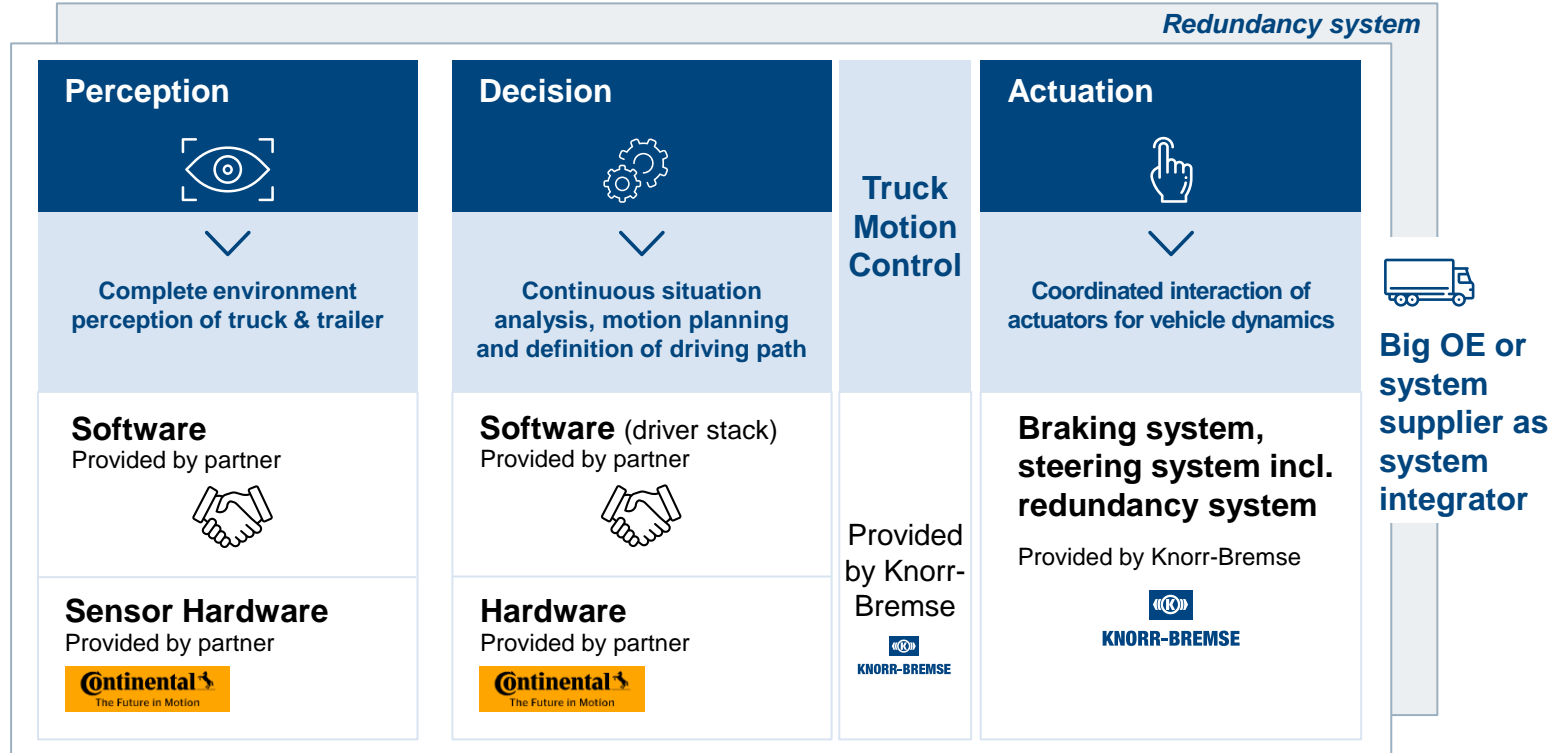 Redundancy system
Perception
Complete environment
perception of truck & trailer
Software
Provided by partner
Sensor Hardware
Provided by partner
Continental
The Future in Motion
Decision
Continuous situation
analysis, motion planning
and definition of driving path
Software (driver stack)
Provided by partner
Hardware
Provided by partner
Continental
The Future in Motion
Truck
Motion
Control
Provided
by Knorr-
Bremse
K
KNORR-BREMSE
Actuation
Coordinated interaction of
actuators for vehicle dynamics
Braking system,
steering system incl.
redundancy system
Provided by Knorr-Bremse
K
KNORR-BREMSE
Big OE or
system
supplier as
system
integrator